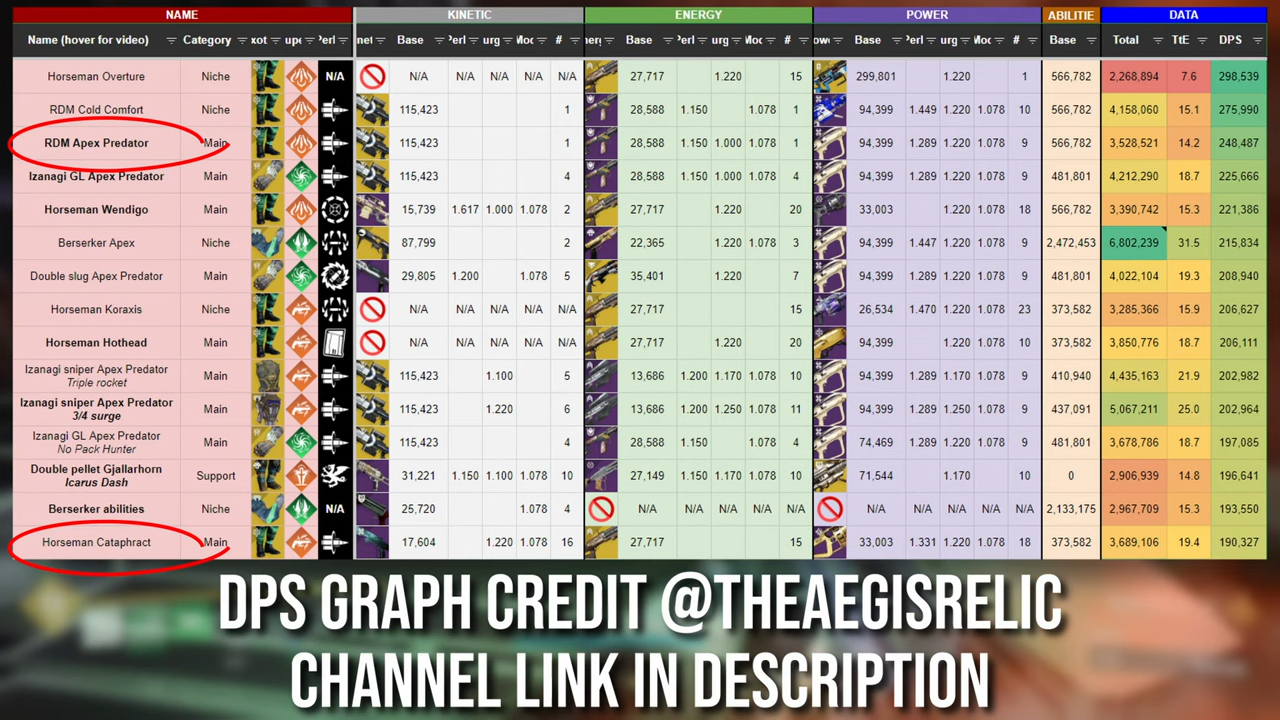 NAME KINETIC ENERGY POWER ABILITIE DATA
Name (hover for video) Category xot upe Perl net Base Perl urg Moc # nerg Base Perl urg Moc # owe Base Perl urg Moc # Base Total TtE DPS
Horseman Overture Niche N/A N/A N/A N/A N/A N/A 27,717 1.220 15 299,801 1.220 1 566,782 2,268,894 7.6 298,539
RDM Cold Comfort Niche 115,423 1 28,588 1.150 1.078 1 94,399 1.449 1.220 1.078 10 566,782 4,158,060 15.1 275,990
RDM Apex Predator Main 115,423 1 28,588 1.150 1.000 1.078 1 94,399 1.289 1.220 1.078 9 566,782 3,528,521 14.2 248,487
Izanagi GL Apex Predator Main 115,423 4 28,588 1.150 1.000 1.078 4 94,399 1.289 1.220 1.078 9 481,801 4,212,290 18.7 225,666
Horseman Wendigo Main 15,739 1.617 1.000 1.078 2 27,717 1.220 1.078 20 33,003 1.220 1.078 18 566,782 3,390,742 15.3 221,386
Berserker Apex Niche 87,799 2 22,365 1.220 1.078 3 94,399 1.447 1.220 1.078 9 2,472,453 6,802,239 31.5 215,834
Double slug Apex Predator Main 29,805 1.200 1.078 5 35,401 1.220 7 94,399 1.289 1.220 1.078 9 481,801 4,022,104 19.3 208,940
Horseman Koraxis Niche N/A N/A N/A N/A N/A 27,717 15 26,534 1.470 1.220 1.078 23 373,582 3,285,366 15.9 206,627
Horseman Hothead Main N/A N/A N/A N/A N/A 27,717 20 94,399 1.220 1.078 10 373,582 3,850,776 18.7 206,111
Izanagi sniper Apex Predator
Triple rocket Main 115,423 1.100 5 13,686 1.200 1.170 1.078 10 94,399 1.289 1.170 1.078 9 410,940 4,435,163 21.9 202,982
Izanagi sniper Apex Predator
3/4 surge Main 115,423 1.220 6 13,686 1.200 1.250 1.078 11 94,399 1.289 1.250 1.078 9 437,091 5,067,211 25.0 202,964
Izanagi GL Apex Predator
No Pack Hunter Main 115,423 4 28,588 1.150 1.078 4 74,469 1.289 1.220 1.078 9 481,801 3,678,786 18.7 197,085
Double pellet Gjallarhorn
Icarus Dash Support 31,221 1.150 1.100 1.078 10 27,149 1.150 1.170 1.078 10 71,544 1.170 10 0 2,906,939 14.8 196,641
Berserker abilities Niche N/A 25,720 1.078 4 N/A N/A N/A N/A N/A N/A N/A N/A N/A N/A 2,133,175 2,967,709 15.3 193,550
Horseman Cataphract Main 17,604 1.220 1.078 16 27,717 15 33,003 1.331 1.220 1.078 18 373,582 3,689,106 19.4 190,327
DPS GRAPH CREDIT @THEAEGISRELIC
CHANNEL LINK IN DESCRIPTION